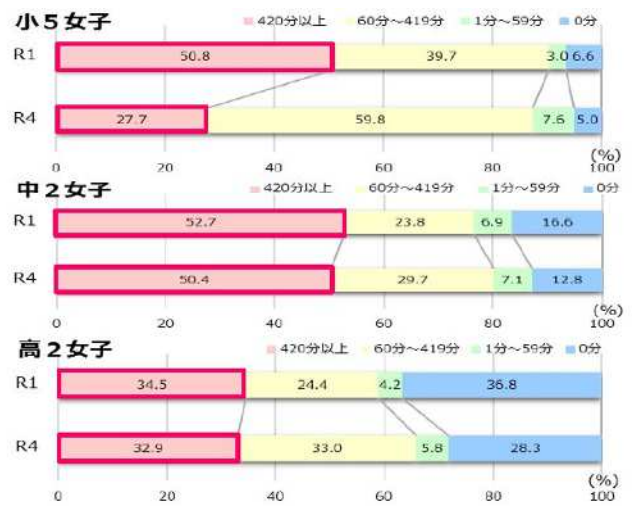 小5女子
420分以上 60分~419分 1分~59分 0分
R1 50.8 39.7 3.0 6.6
R4 27.7 59.8 7.6 5.0
(%)
0 20 40 60 80 100
中2女子
420分以上 60分~419分 1分~59分 0分
R1 52.7 23.8 6.9 16.6
R4 50.4 29.7 7.1 12.8
(%)
0 20 40 60 80 100
高2女子
420分以上 60分~419分 1分~59分 0分
R1 34.5 24.4 4.2 36.8
R4 32.9 33.0 5.8 28.3
(%)
0 20 40 60 80 100